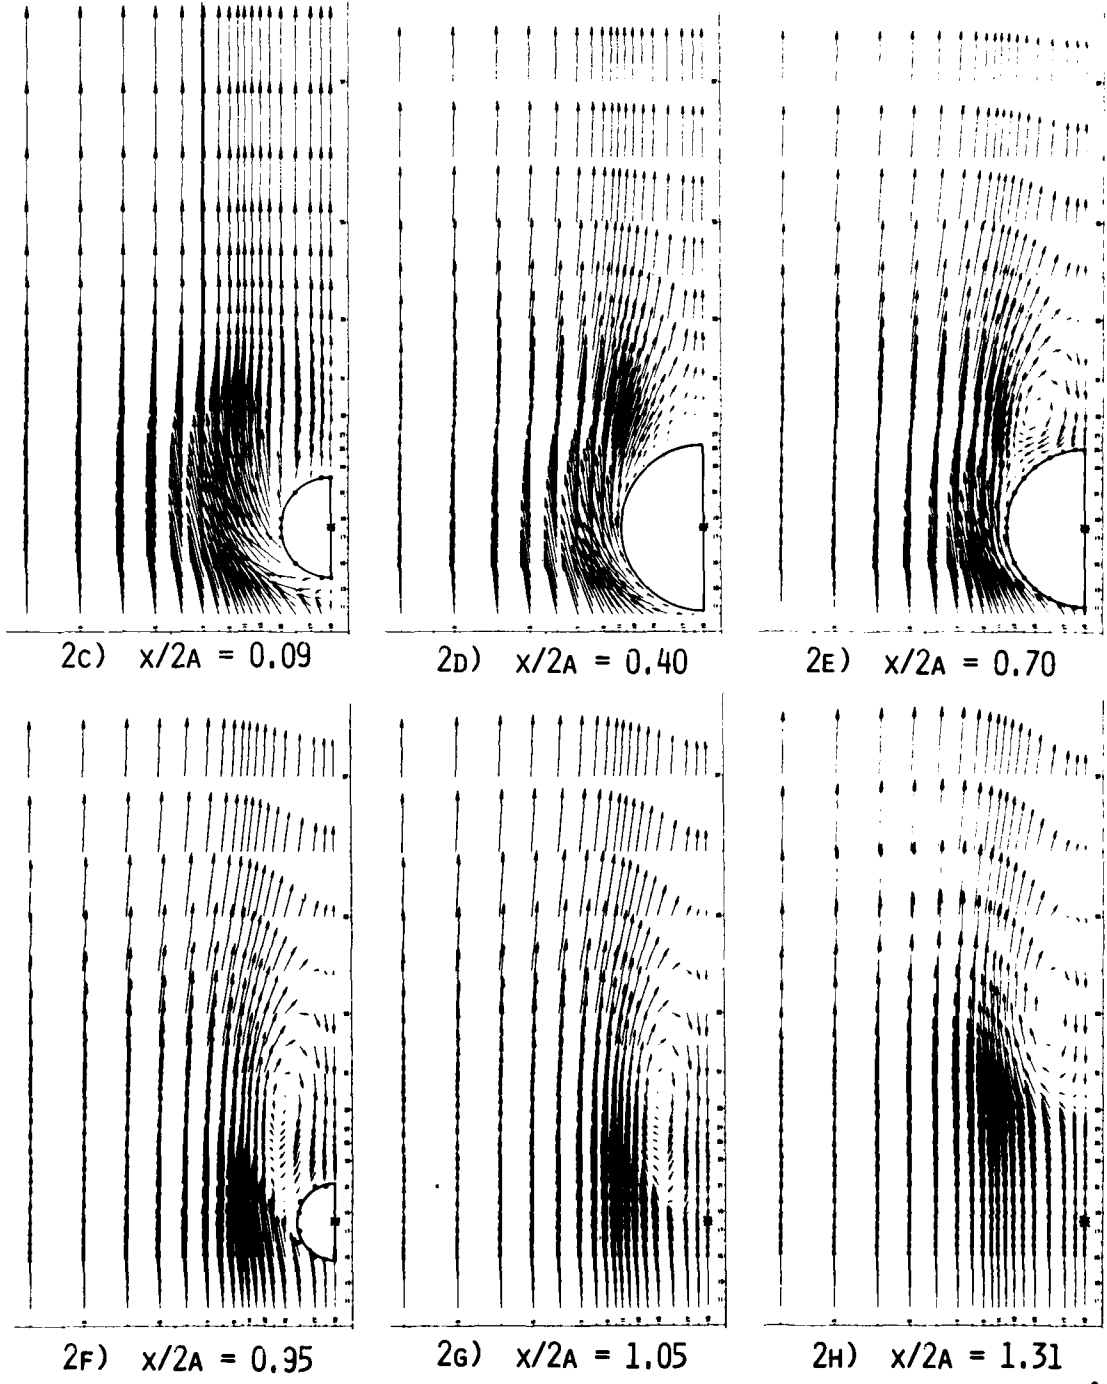 2C) X/2A = 0.09
2D) X/2A = 0.40
2E) X/2A = 0.70
2F) X/2A = 0.95
2G) X/2A = 1.05
2H) X/2A = 1.31